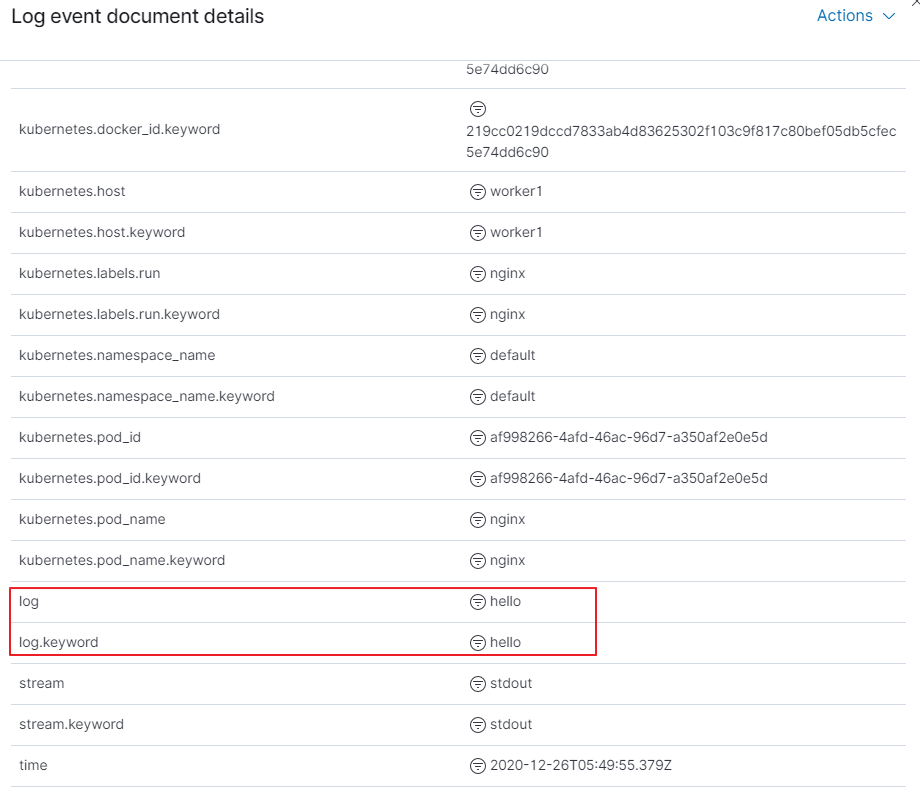 Log event document details
Actions
5e74dd6c90
kubernetes.docker_id.keyword
219cc0219dccd7833ab4d83625302f103c9f817c80bef05db5cfec
5e74dd6c90
kubernetes.host worker1
kubernetes.host.keyword worker1
kubernetes.labels.run nginx
kubernetes.labels.run.keyword nginx
kubernetes.namespace_name default
kubernetes.namespace_name.keyword default
kubernetes.pod_id af998266-4afd-46ac-96d7-a350af2e0e5d
kubernetes.pod_id.keyword af998266-4afd-46ac-96d7-a350af2e0e5d
kubernetes.pod_name nginx
kubernetes.pod_name.keyword nginx
log hello
log.keyword hello
stream stdout
stream.keyword stdout
time 2020-12-26T05:49:55.379Z